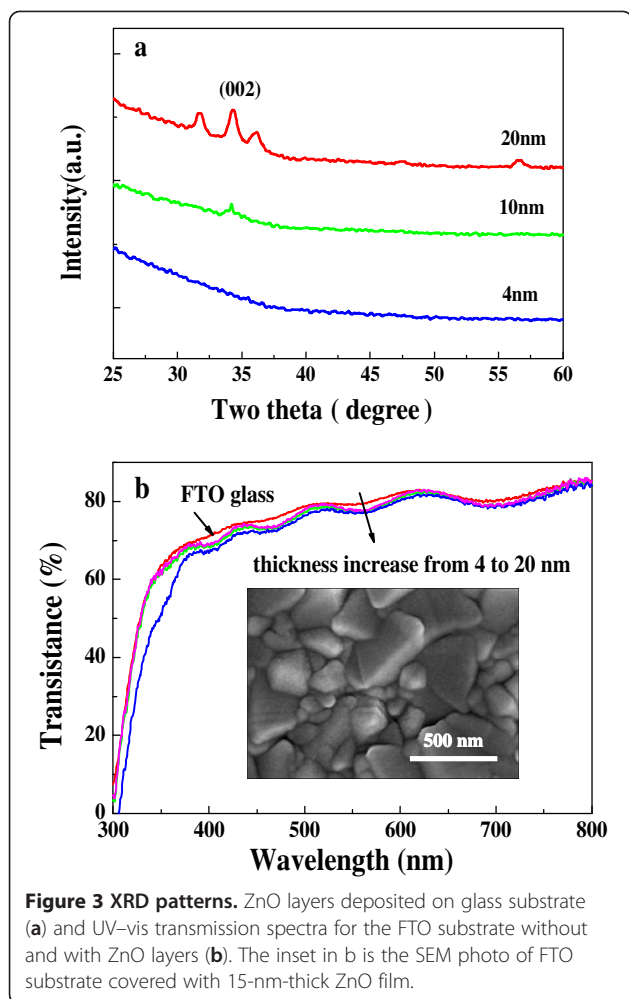 a
(002)
20nm
10nm
4nm
Intensity(a.u.)
25 30 35 40 45 50 55 60
Two theta ( degree )
b
FTO glass
thickness increase from 4 to 20 nm
500 nm
80
60
40
20
0
Transistance (%)
300 400 500 600 700 800
Wavelength (nm)
Figure 3 XRD patterns. ZnO layers deposited on glass substrate
(a) and UV–vis transmission spectra for the FTO substrate without
and with ZnO layers (b). The inset in b is the SEM photo of FTO
substrate covered with 15-nm-thick ZnO film.